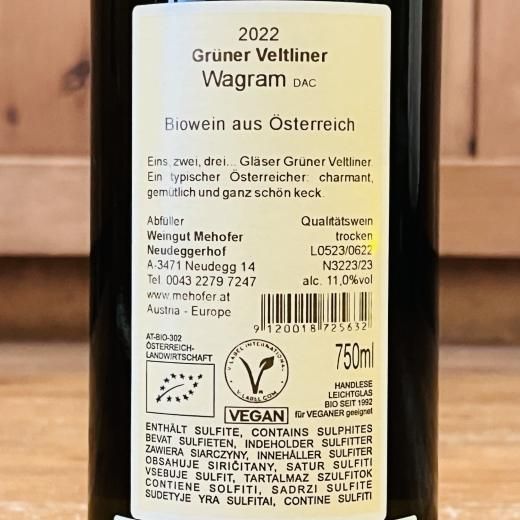 2022
Grüner Veltliner
Wagram DAC
Biowein aus Österreich
Eins, zwei, drei... Gläser Grüner Veltliner.
Ein typischer Österreicher: charmant,
gemütlich und ganz schön keck.
Abfüller
Weingut Mehofer
Neudeggerhof
A-3471 Neudegg 14
Tel. 0043 2279 7247
www.mehofer.at
Austria - Europe
Qualitätswein
trocken
L0523/0622
N3223/23
alc. 11,0%vol
9120018725632
AT-BIO-302
ÖSTERREICH-
LANDWIRTSCHAFT
V-LABEL INTERNATIONAL
V-LABEL.COM
VEGAN
750ml
HANDLESE
LEICHTGLAS
BIO SEIT 1992
für VEGANER geeignet
ENTHÄLT SULFITE, CONTAINS SULPHITES
BEVAT SULFIETEN, INDEHOLDER SULFITTER
ZAWIERA SIARCZYNY, INNEHÅLLER SULFITER
OBSAHUJE SIRIČITANY, SATUR SULFITI
VSEBUJE SULFIT, TARTALMAZ SZULFITOK
CONTIENE SOLFITI, SADRZI SULFITE
SUDETYJE YRA SULFITAI, CONTINE SULFITI